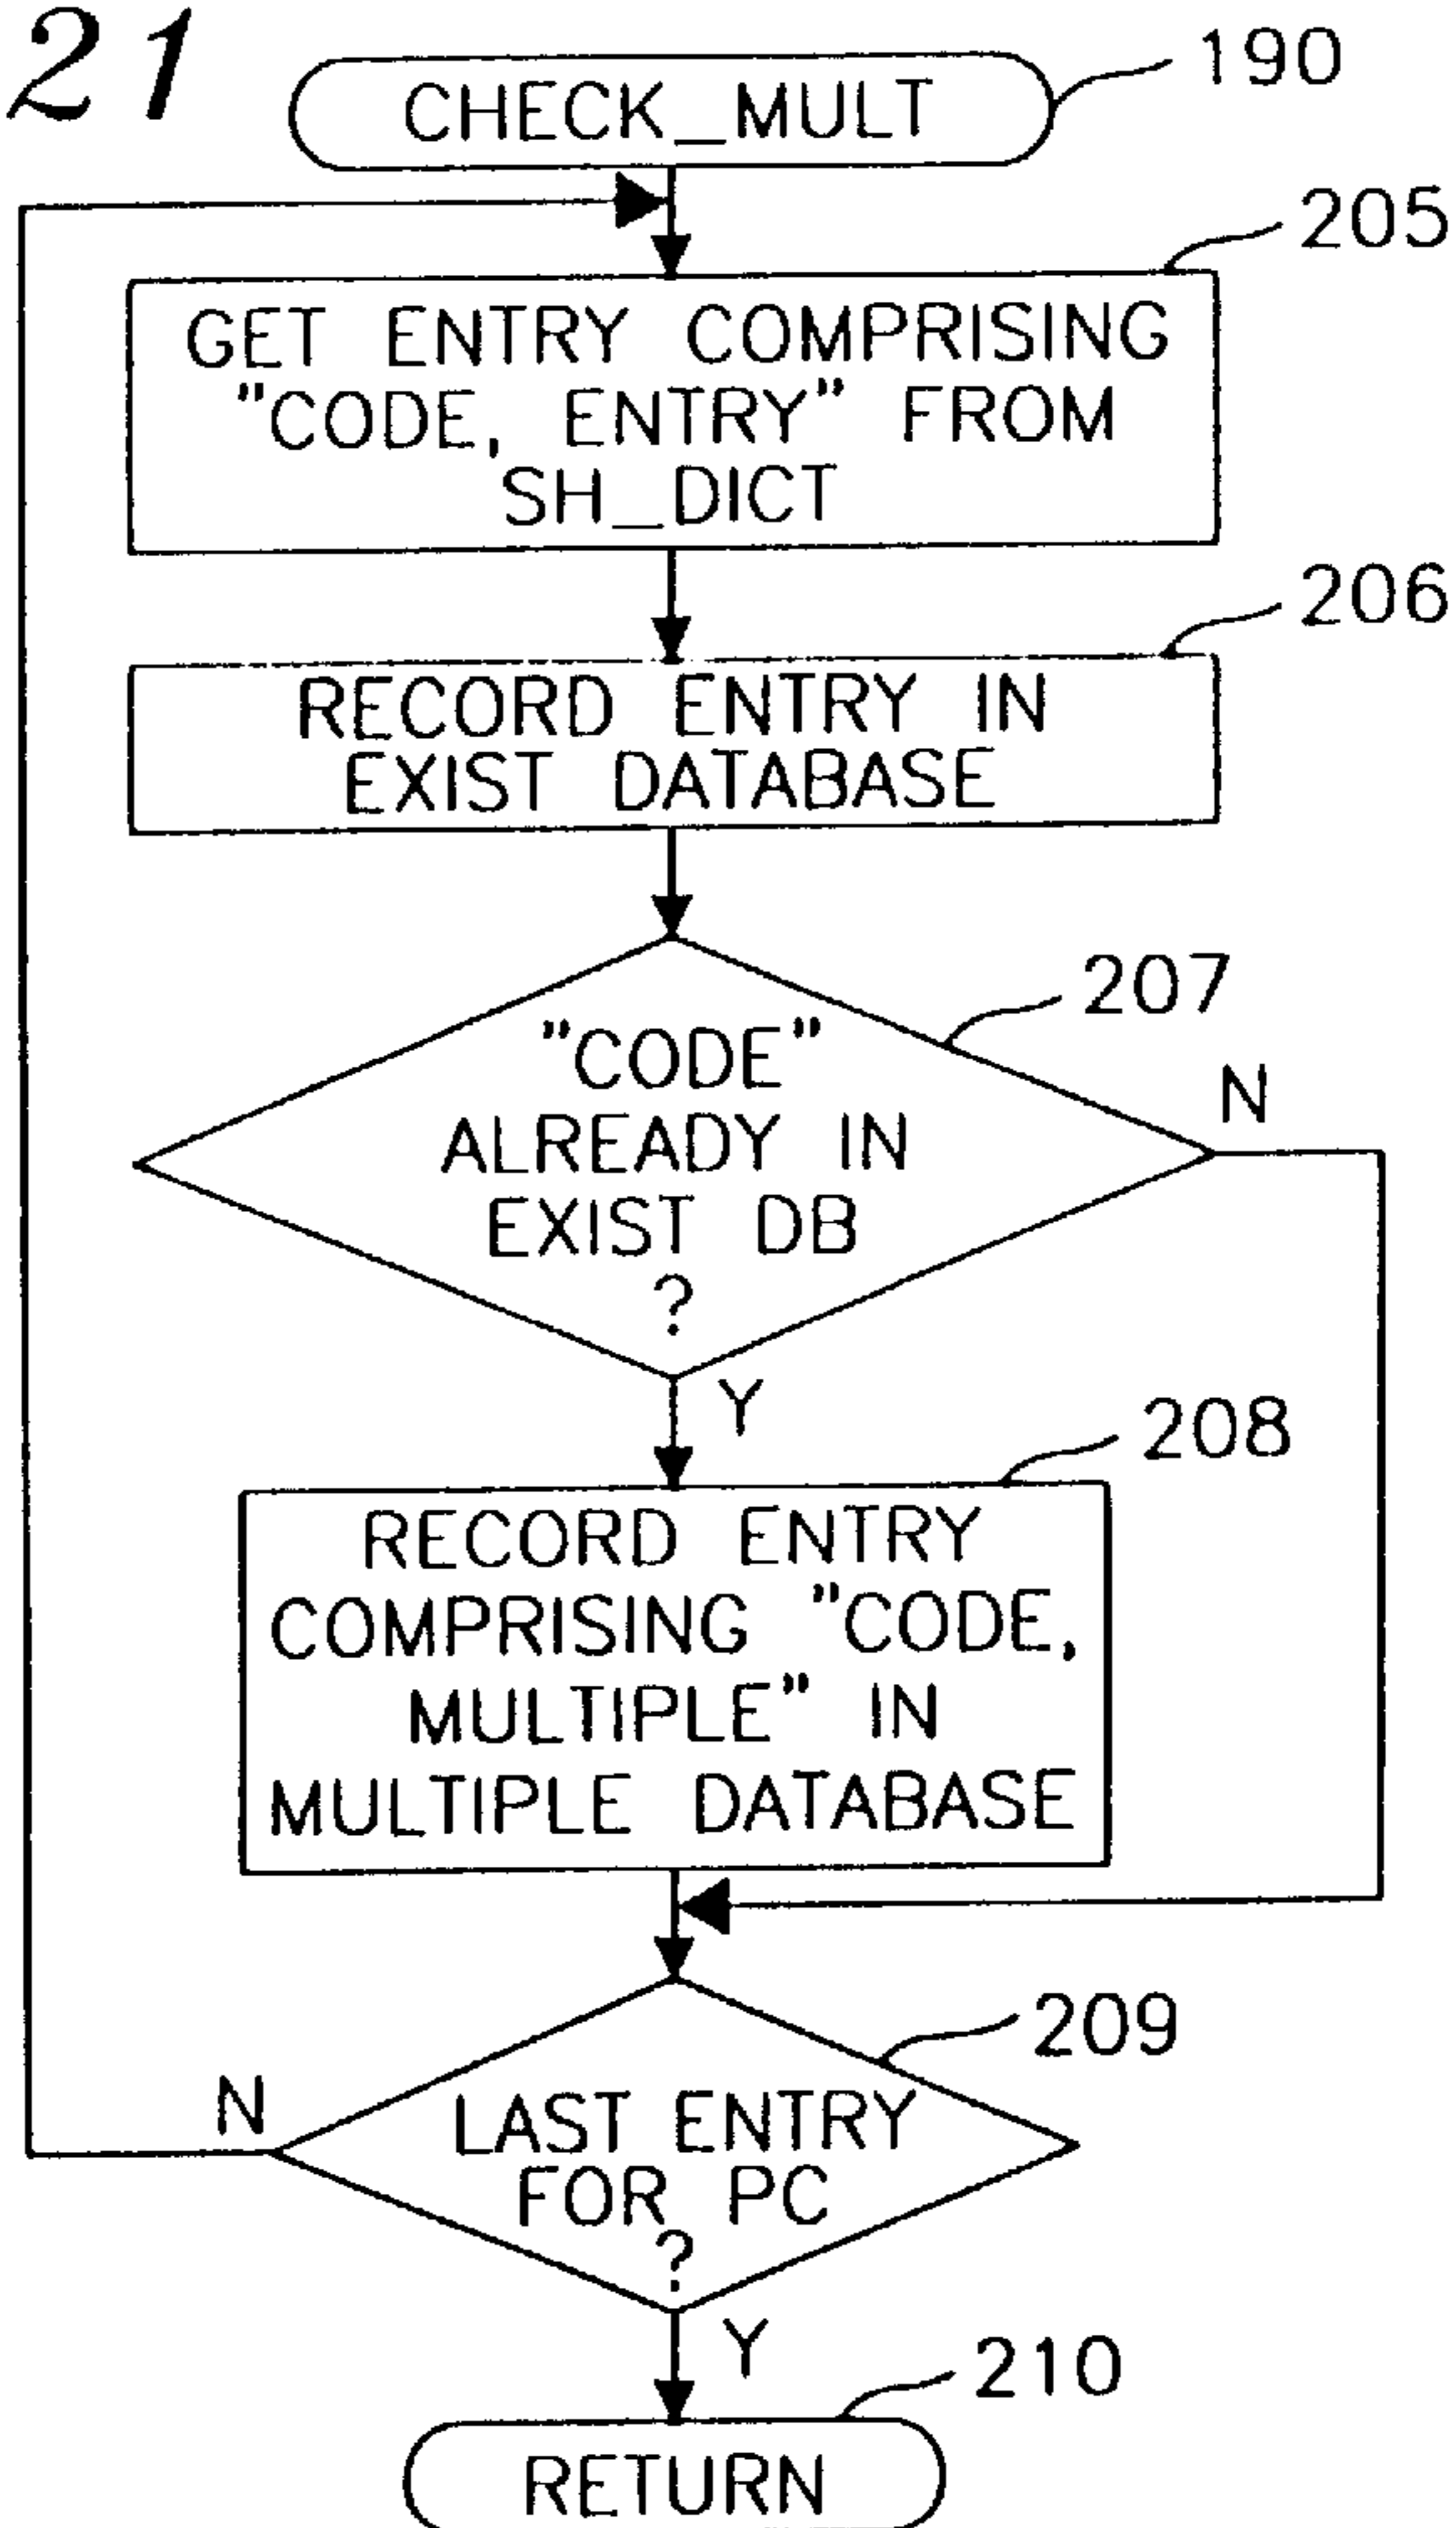 21
CHECK_MULT
190
205
GET ENTRY COMPRISING
"CODE, ENTRY" FROM
SH_DICT
206
RECORD ENTRY IN
EXIST DATABASE
207
"CODE"
ALREADY IN
EXIST DB
?
N
Y
208
RECORD ENTRY
COMPRISING "CODE,
MULTIPLE" IN
MULTIPLE DATABASE
209
N
LAST ENTRY
FOR PC
?
Y
210
RETURN